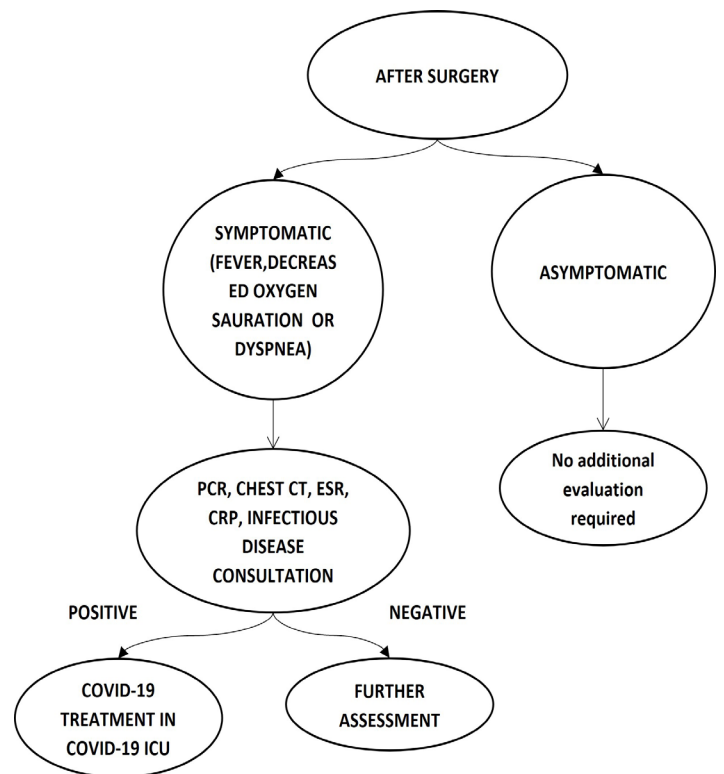 AFTER SURGERY
SYMPTOMATIC
(FEVER,DECREAS
ED OXYGEN
SAURATION OR
DYSPNEA)
ASYMPTOMATIC
PCR, CHEST CT, ESR,
CRP, INFECTIOUS
DISEASE
CONSULTATION
No additional
evaluation
required
POSITIVE
NEGATIVE
COVID-19
TREATMENT IN
COVID-19 ICU
FURTHER
ASSESSMENT